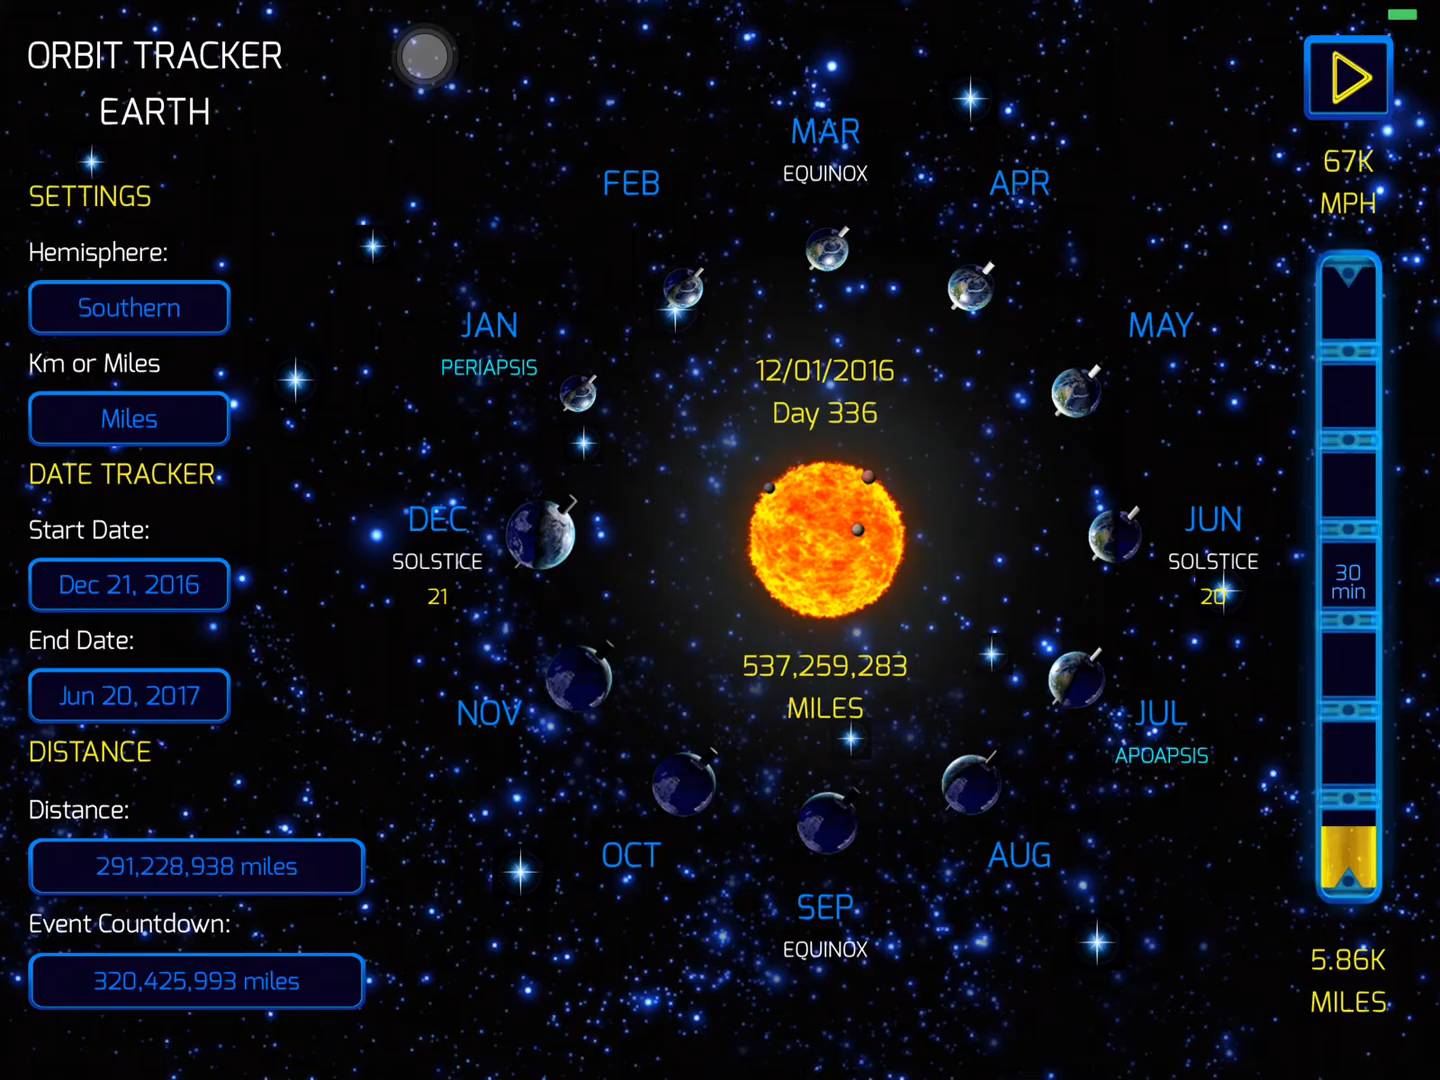 ORBIT TRACKER
EARTH
SETTINGS
Hemisphere:
Southern
Km or Miles
Miles
DATE TRACKER
Start Date:
Dec 21, 2016
End Date:
Jun 20, 2017
DISTANCE
Distance:
291,228,938 miles
Event Countdown:
320,425,993 miles
MAR
EQUINOX
FEB
APR
JAN
PERIAPSIS
MAY
12/01/2016
Day 336
DEC
SOLSTICE
21
JUN
SOLSTICE
20
537,259,283
MILES
NOV
JUL
APOAPSIS
OCT
AUG
SEP
EQUINOX
67K
MPH
30
min
5.86K
MILES